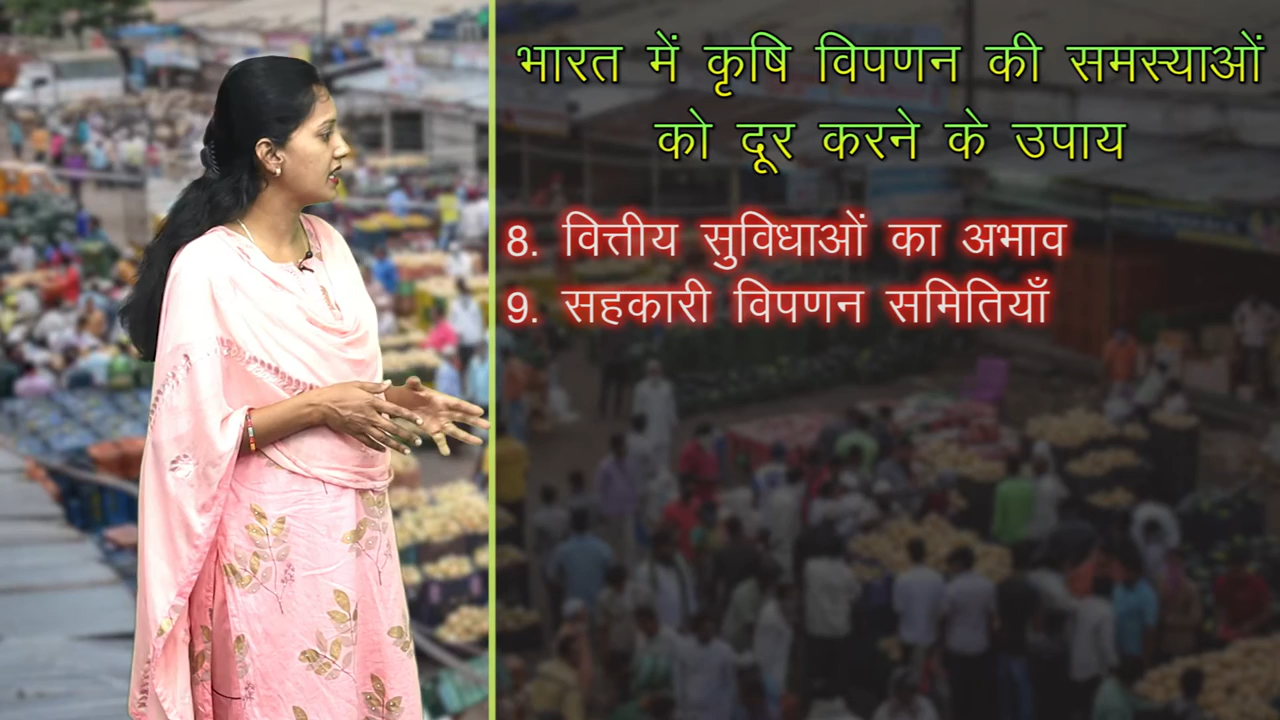 भारत में कृषि विपणन की समस्याओं
को दूर करने के उपाय
8. वित्तीय सुविधाओं का अभाव
9. सहकारी विपणन समितियाँ